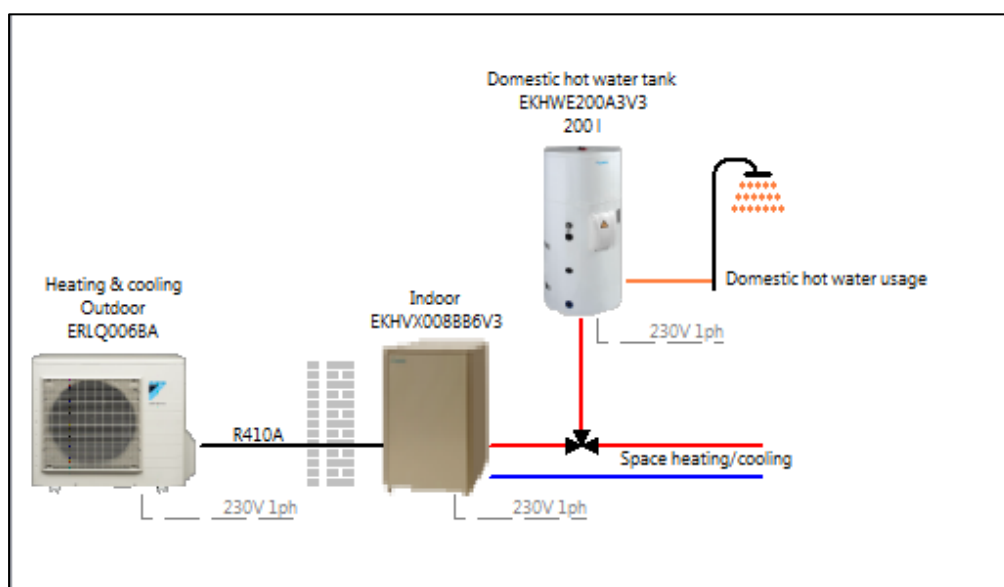 Domestic hot water tank
EKHWE200A3V3
200 l
Domestic hot water usage
230V 1ph
Heating & cooling
Outdoor
ERLQ006BA
Indoor
EKHVX008BB6V3
R410A
Space heating/cooling
230V 1ph
230V 1ph